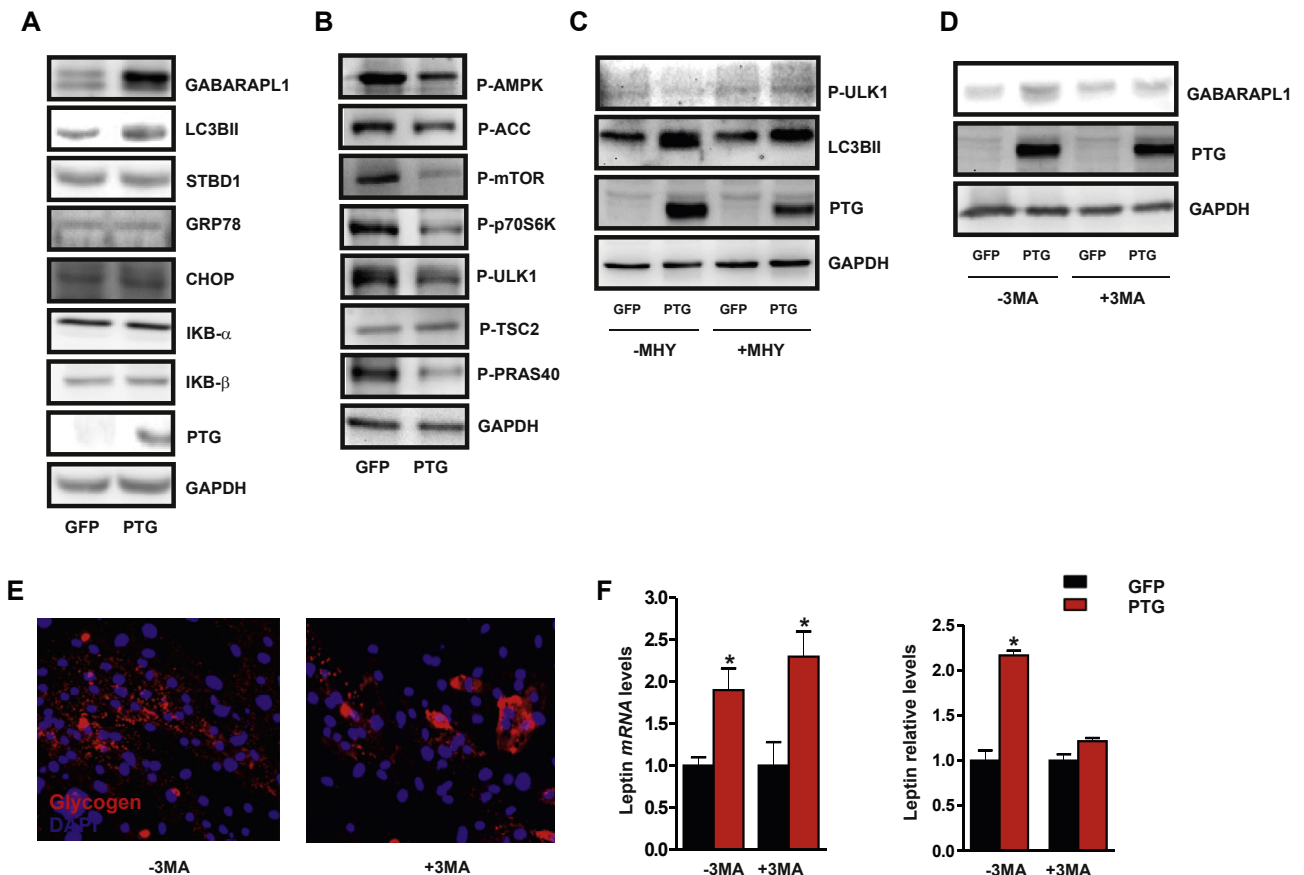 A
GABARAPL1
LC3BII
STBD1
GRP78
CHOP
IKB-α
IKB-β
PTG
GAPDH
GFP PTG
B
P-AMPK
P-ACC
P-mTOR
P-p70S6K
P-ULK1
P-TSC2
P-PRAS40
GAPDH
GFP PTG
C
P-ULK1
LC3BII
PTG
GAPDH
GFP PTG GFP PTG
-MHY +MHY
D
GABARAPL1
PTG
GAPDH
GFP PTG GFP PTG
-3MA +3MA
E
Glycogen
DAPI
-3MA +3MA
F
GFP
PTG
Leptin mRNA levels
3.0
2.5
2.0
1.5
1.0
0.5
0.0
* *
-3MA +3MA
Leptin relative levels
2.5
2.0
1.5
1.0
0.5
0.0
*
-3MA +3MA